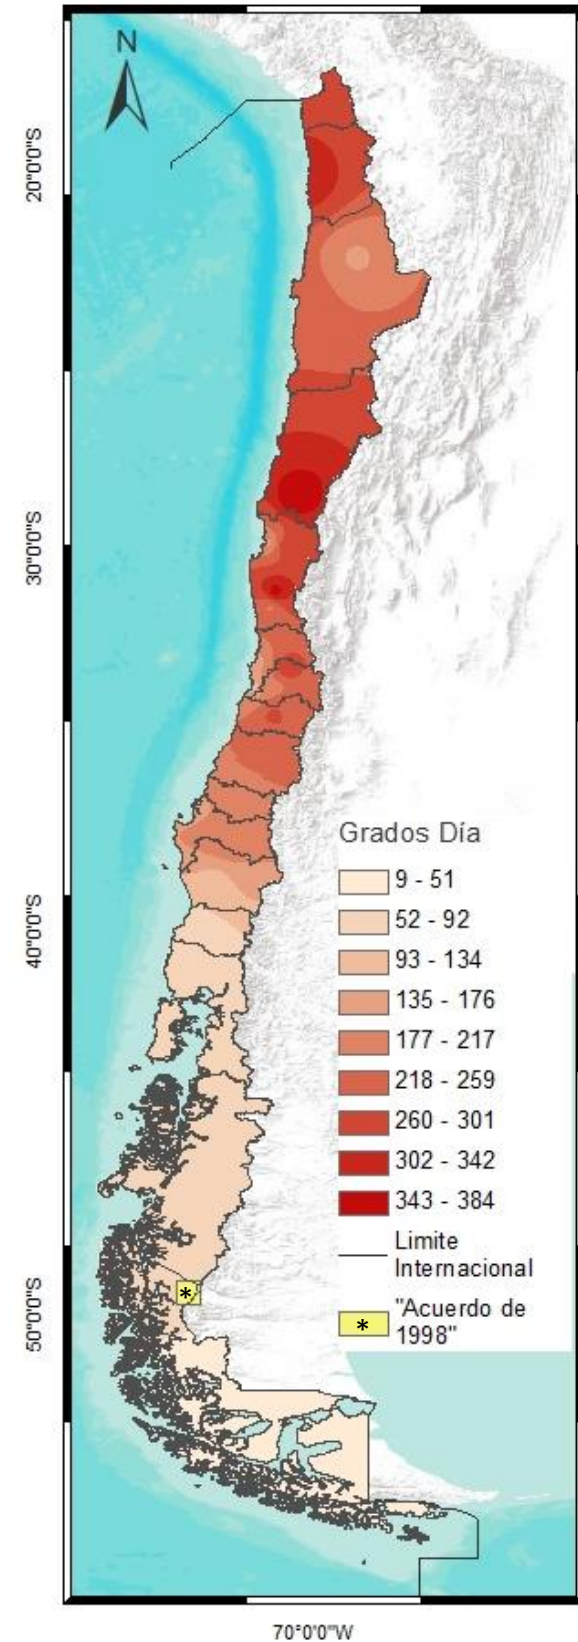 N
20°0'0"S
30°0'0"S
40°0'0"S
50°0'0"S
Grados Día
9 - 51
52 - 92
93 - 134
135 - 176
177 - 217
218 - 259
260 - 301
302 - 342
343 - 384
Limite
Internacional
*
* "Acuerdo de
1998"
70°0'0"W